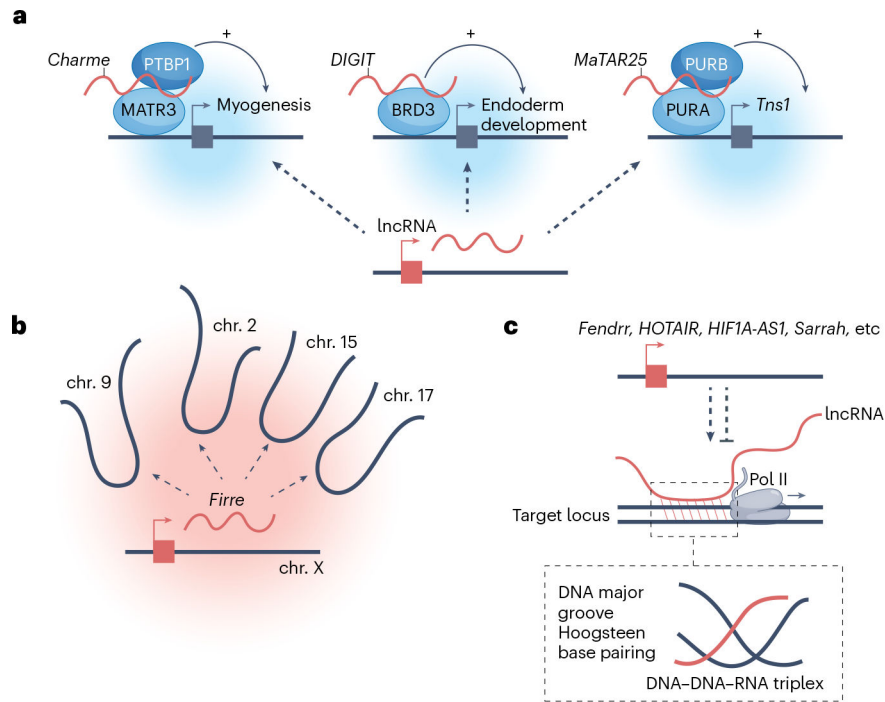 a
Charme
PTBP1
+
MATR3
Myogenesis
DIGIT
+
BRD3
Endoderm
development
MaTAR25
PURB
+
PURA
Tns1
lncRNA
b
chr. 9
chr. 2
chr. 15
chr. 17
Firre
chr. X
c
Fendrr, HOTAIR, HIF1A-AS1, Sarrah, etc
lncRNA
Pol II
Target locus
DNA major
groove
Hoogsteen
base pairing
DNA–DNA–RNA triplex